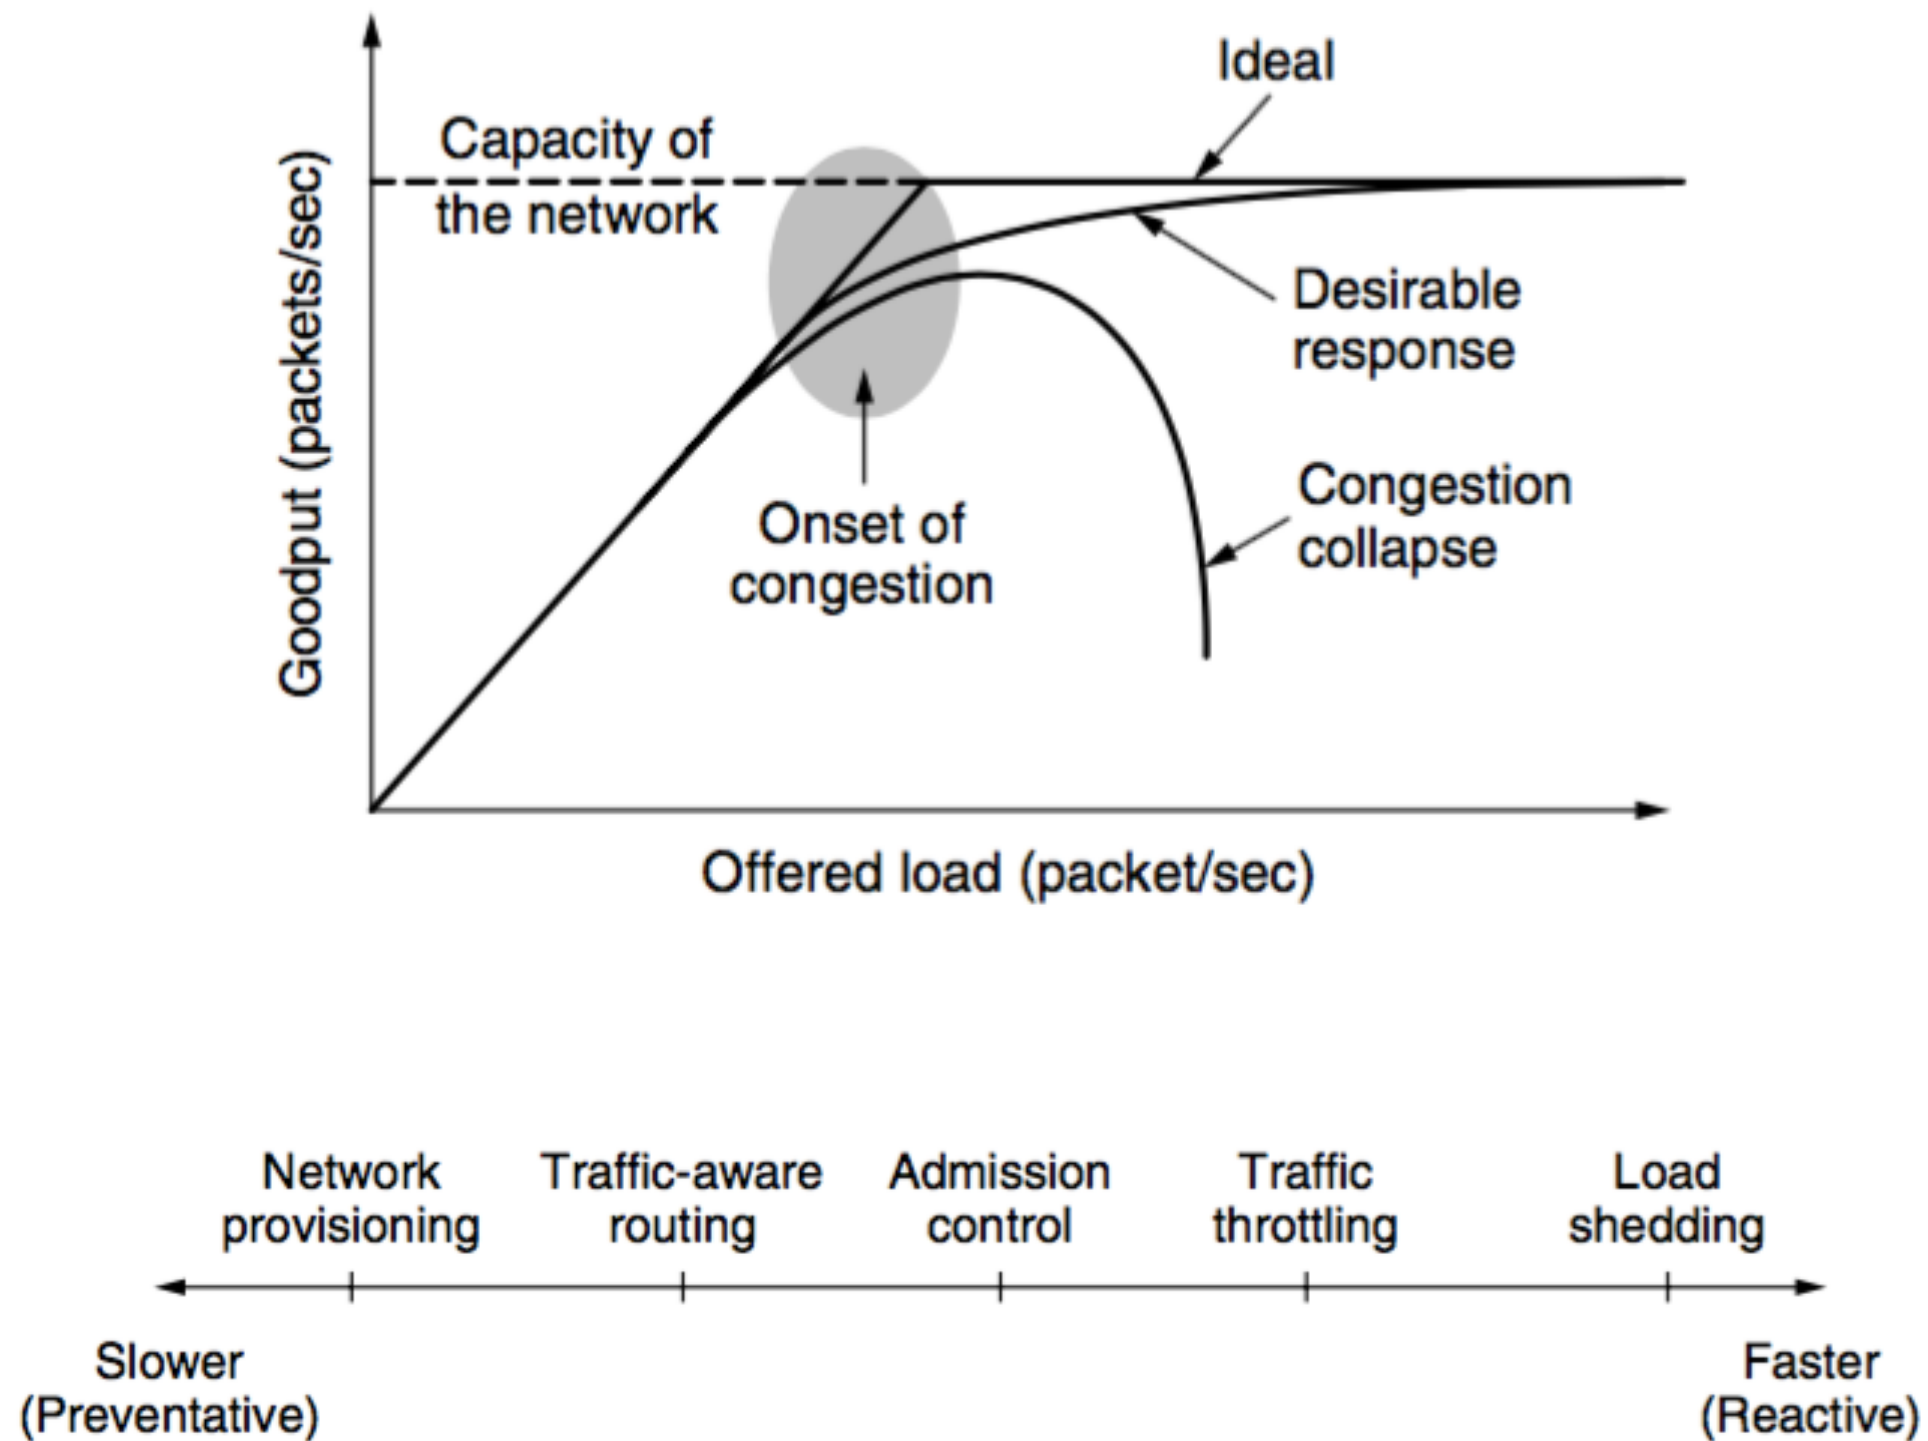 Ideal
Capacity of
the network
Desirable
response
Congestion
collapse
Onset of
congestion
Goodput (packets/sec)
Offered load (packet/sec)
Network
provisioning
Traffic-aware
routing
Admission
control
Traffic
throttling
Load
shedding
Slower
(Preventative)
Faster
(Reactive)